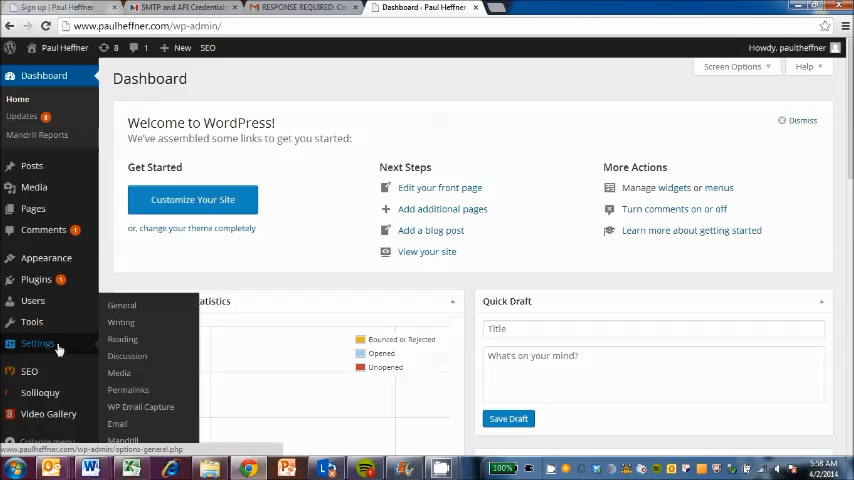 Sign up | Paul Heffner
SMTP and API Credentials
RESPONSE REQUIRED: Co
Dashboard - Paul Heffner
www.paulheffner.com/wp-admin/
Paul Heffner 8 1 + New SEO
Howdy, paultheffner
Dashboard
Home
Updates 8
Mandrill Reports
Posts
Media
Pages
Comments 1
Appearance
Plugins 1
Users
Tools
Settings
SEO
Soliloquy
Video Gallery
Collapse menu
General
Writing
Reading
Discussion
Media
Permalinks
WP Email Capture
Email
Mandrill
www.paulheffner.com/wp-admin/options-general.php
Dashboard
Screen Options
Help
Welcome to WordPress!
We've assembled some links to get you started:
Dismiss
Get Started
Customize Your Site
or, change your theme completely
Next Steps
Edit your front page
Add additional pages
Add a blog post
View your site
More Actions
Manage widgets or menus
Turn comments on or off
Learn more about getting started
atistics
Bounced or Rejected
Opened
Unopened
Quick Draft
Title
What's on your mind?
Save Draft
100%
5:58 AM
4/2/2014